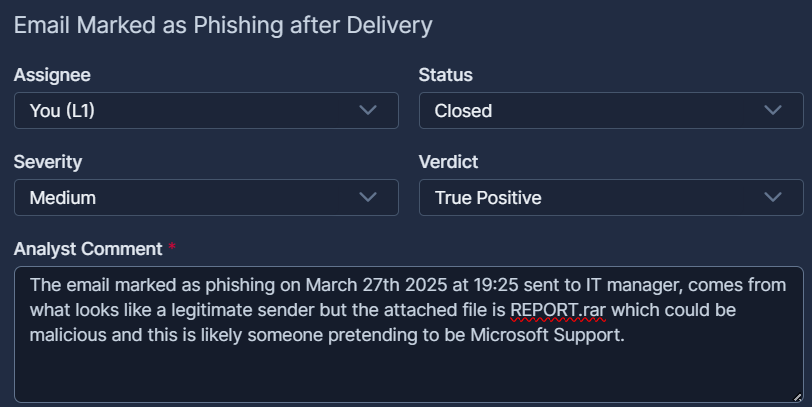 Email Marked as Phishing after Delivery
Assignee Status
You (L1) Closed
Severity Verdict
Medium True Positive
Analyst Comment *
The email marked as phishing on March 27th 2025 at 19:25 sent to IT manager, comes from
what looks like a legitimate sender but the attached file is REPORT.rar which could be
malicious and this is likely someone pretending to be Microsoft Support.